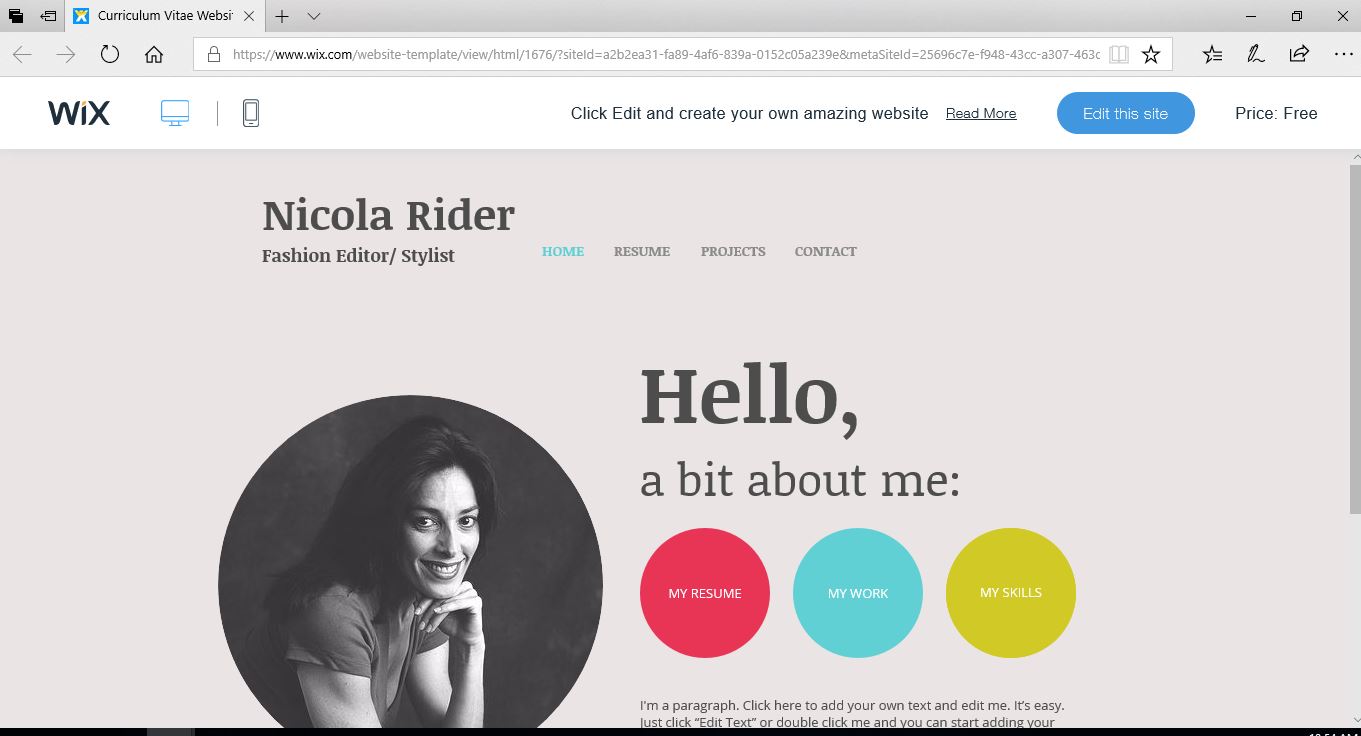 Curriculum Vitae Websi
https://www.wix.com/website-template/view/html/1676/?siteId=a2b2ea31-fa89-4af6-839a-0152c05a239e&metaSiteId=25696c7e-f948-43cc-a307-463c
WiX Click Edit and create your own amazing website Read More Edit this site Price: Free
Nicola Rider
Fashion Editor/ Stylist
HOME RESUME PROJECTS CONTACT
Hello,
a bit about me:
MY RESUME MY WORK MY SKILLS
I'm a paragraph. Click here to add your own text and edit me. It's easy.
Just click “Edit Text” or double click me and you can start adding your